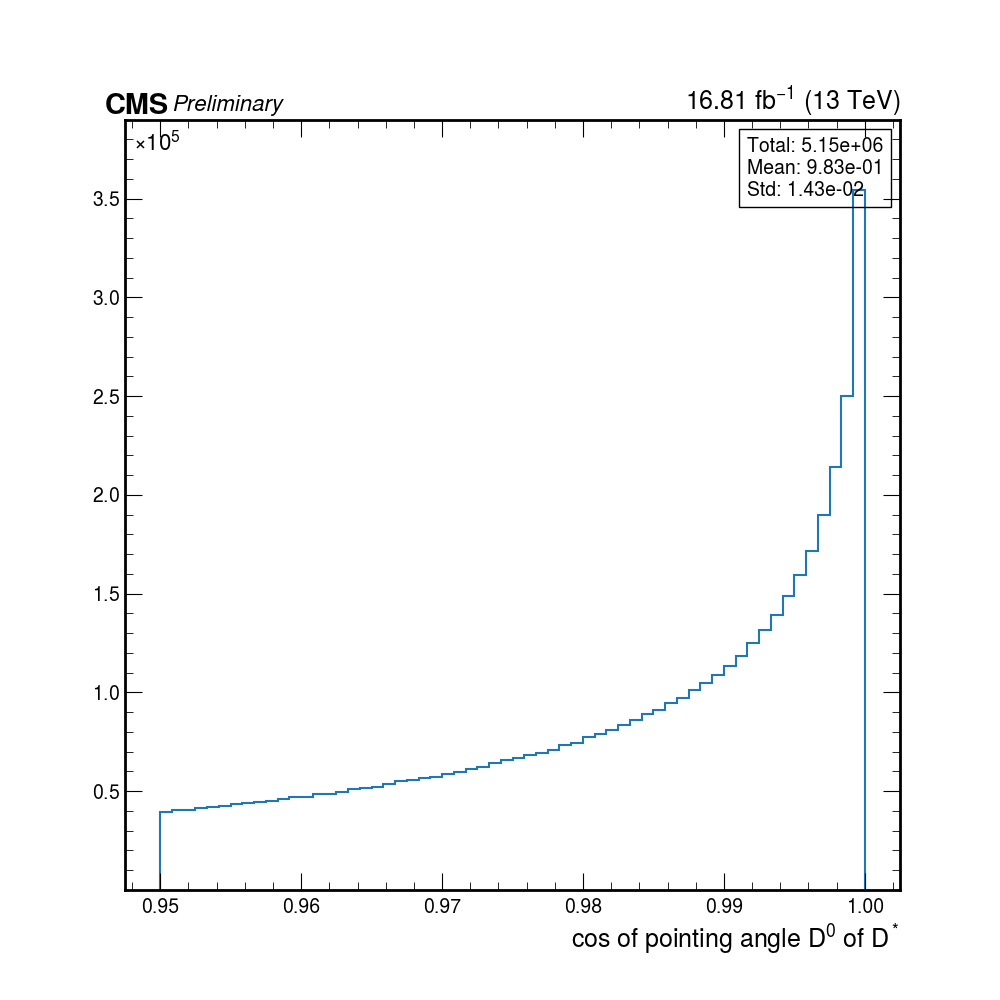 CMS Preliminary
16.81 fb⁻¹ (13 TeV)
×10⁵
Total: 5.15e+06
Mean: 9.83e-01
Std: 1.43e-02
3.5
3.0
2.5
2.0
1.5
1.0
0.5
0.95 0.96 0.97 0.98 0.99 1.00
cos of pointing angle D⁰ of D*